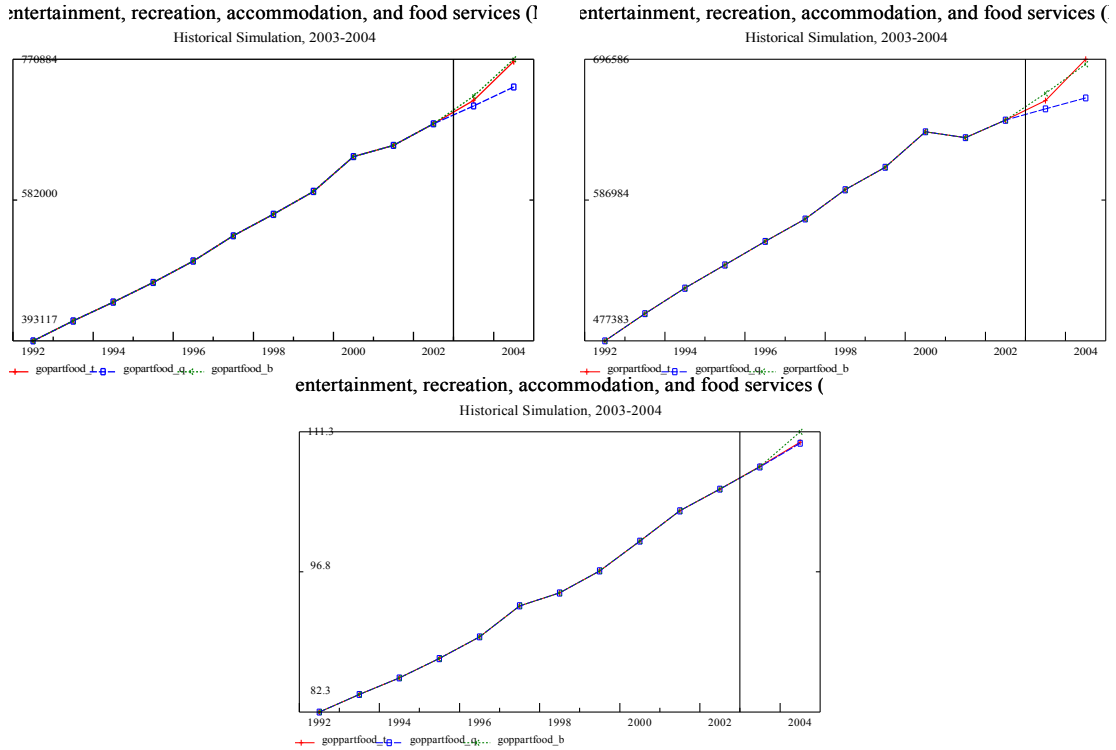 entertainment, recreation, accommodation, and food services (
Historical Simulation, 2003-2004
770884
582000
393117
1992 1994 1996 1998 2000 2002 2004
gopartfood_t gopartfood_q gopartfood_b
entertainment, recreation, accommodation, and food services (
Historical Simulation, 2003-2004
696586
586984
477383
1992 1994 1996 1998 2000 2002 2004
gorpartfood_t gorpartfood_q gorpartfood_b
entertainment, recreation, accommodation, and food services (
Historical Simulation, 2003-2004
111.3
96.8
82.3
1992 1994 1996 1998 2000 2002 2004
goppartfood_t goppartfood_q goppartfood_b